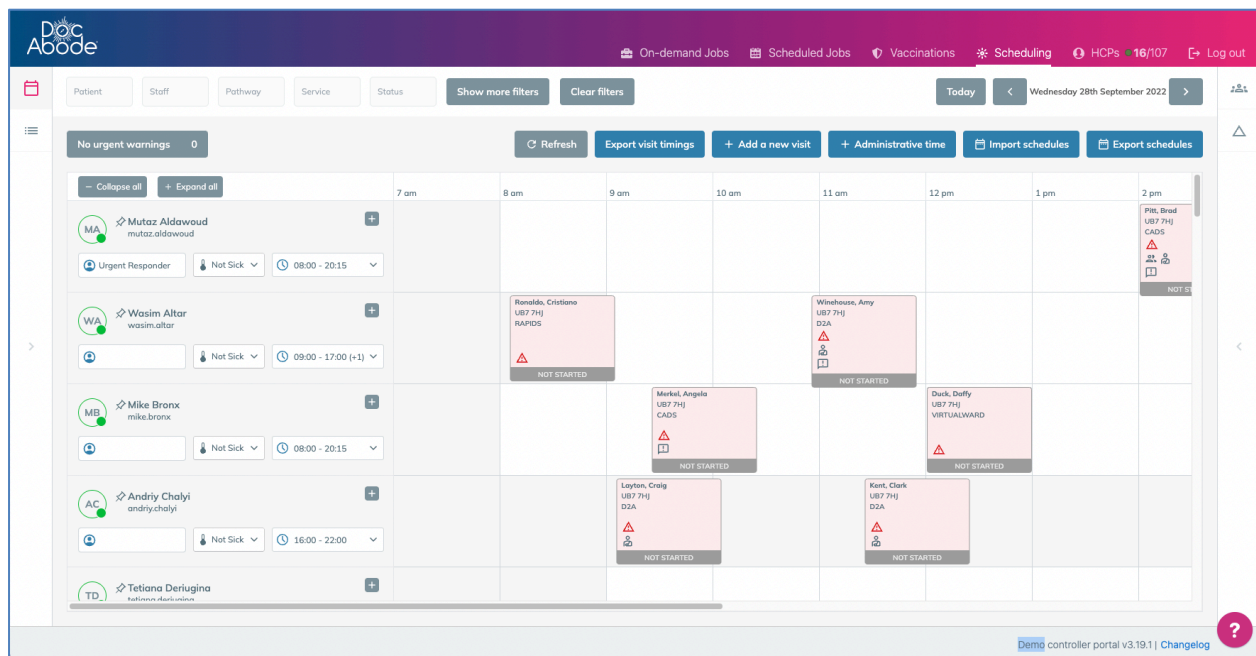 Doc
Abode
On-demand Jobs Scheduled Jobs Vaccinations Scheduling HCPs 16/107 Log out
Patient Staff Pathway Service Status Show more filters Clear filters Today < Wednesday 28th September 2022 >
No urgent warnings 0 Refresh Export visit timings + Add a new visit + Administrative time Import schedules Export schedules
− Collapse all + Expand all 7 am 8 am 9 am 10 am 11 am 12 pm 1 pm 2 pm
MA Mutaz Aldawoud +
mutaz.aldawoud
Urgent Responder Not Sick 08:00 - 20:15
Pitt, Brad
UB7 7HJ
CADS
NOT ST
WA Wasim Altar +
wasim.altar
Not Sick 09:00 - 17:00 (+1)
Ronaldo, Cristiano
UB7 7HJ
RAPIDS
NOT STARTED
Winehouse, Amy
UB7 7HJ
D2A
NOT STARTED
MB Mike Bronx +
mike.bronx
Not Sick 08:00 - 20:15
Merkel, Angela
UB7 7HJ
CADS
NOT STARTED
Duck, Daffy
UB7 7HJ
VIRTUALWARD
NOT STARTED
AC Andriy Chalyi +
andriy.chalyi
Not Sick 16:00 - 22:00
Layton, Craig
UB7 7HJ
D2A
NOT STARTED
Kent, Clark
UB7 7HJ
D2A
NOT STARTED
TD Tetiana Deriugina +
tetiana.deriugina
?
Demo controller portal v3.19.1 | Changelog